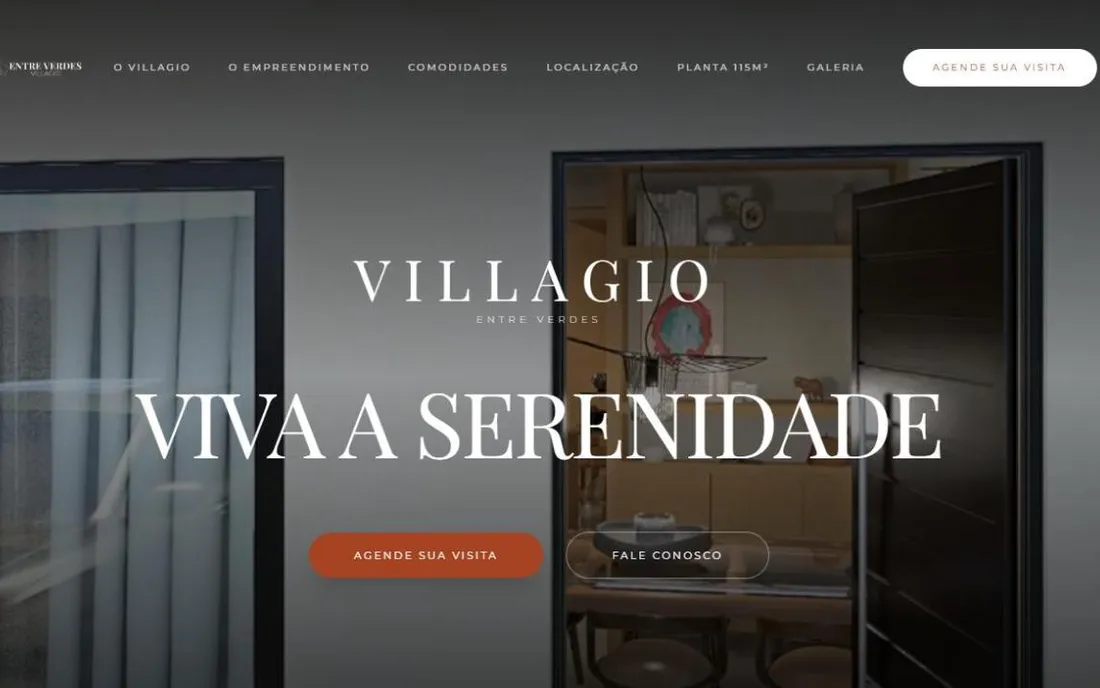 ENTRE VERDES
VILLAGIO
O VILLAGIO
O EMPREENDIMENTO
COMODIDADES
LOCALIZAÇÃO
PLANTA 115M²
GALERIA
AGENDE SUA VISITA
VILLAGIO
ENTRE VERDES
VIVA A SERENIDADE
AGENDE SUA VISITA
FALE CONOSCO